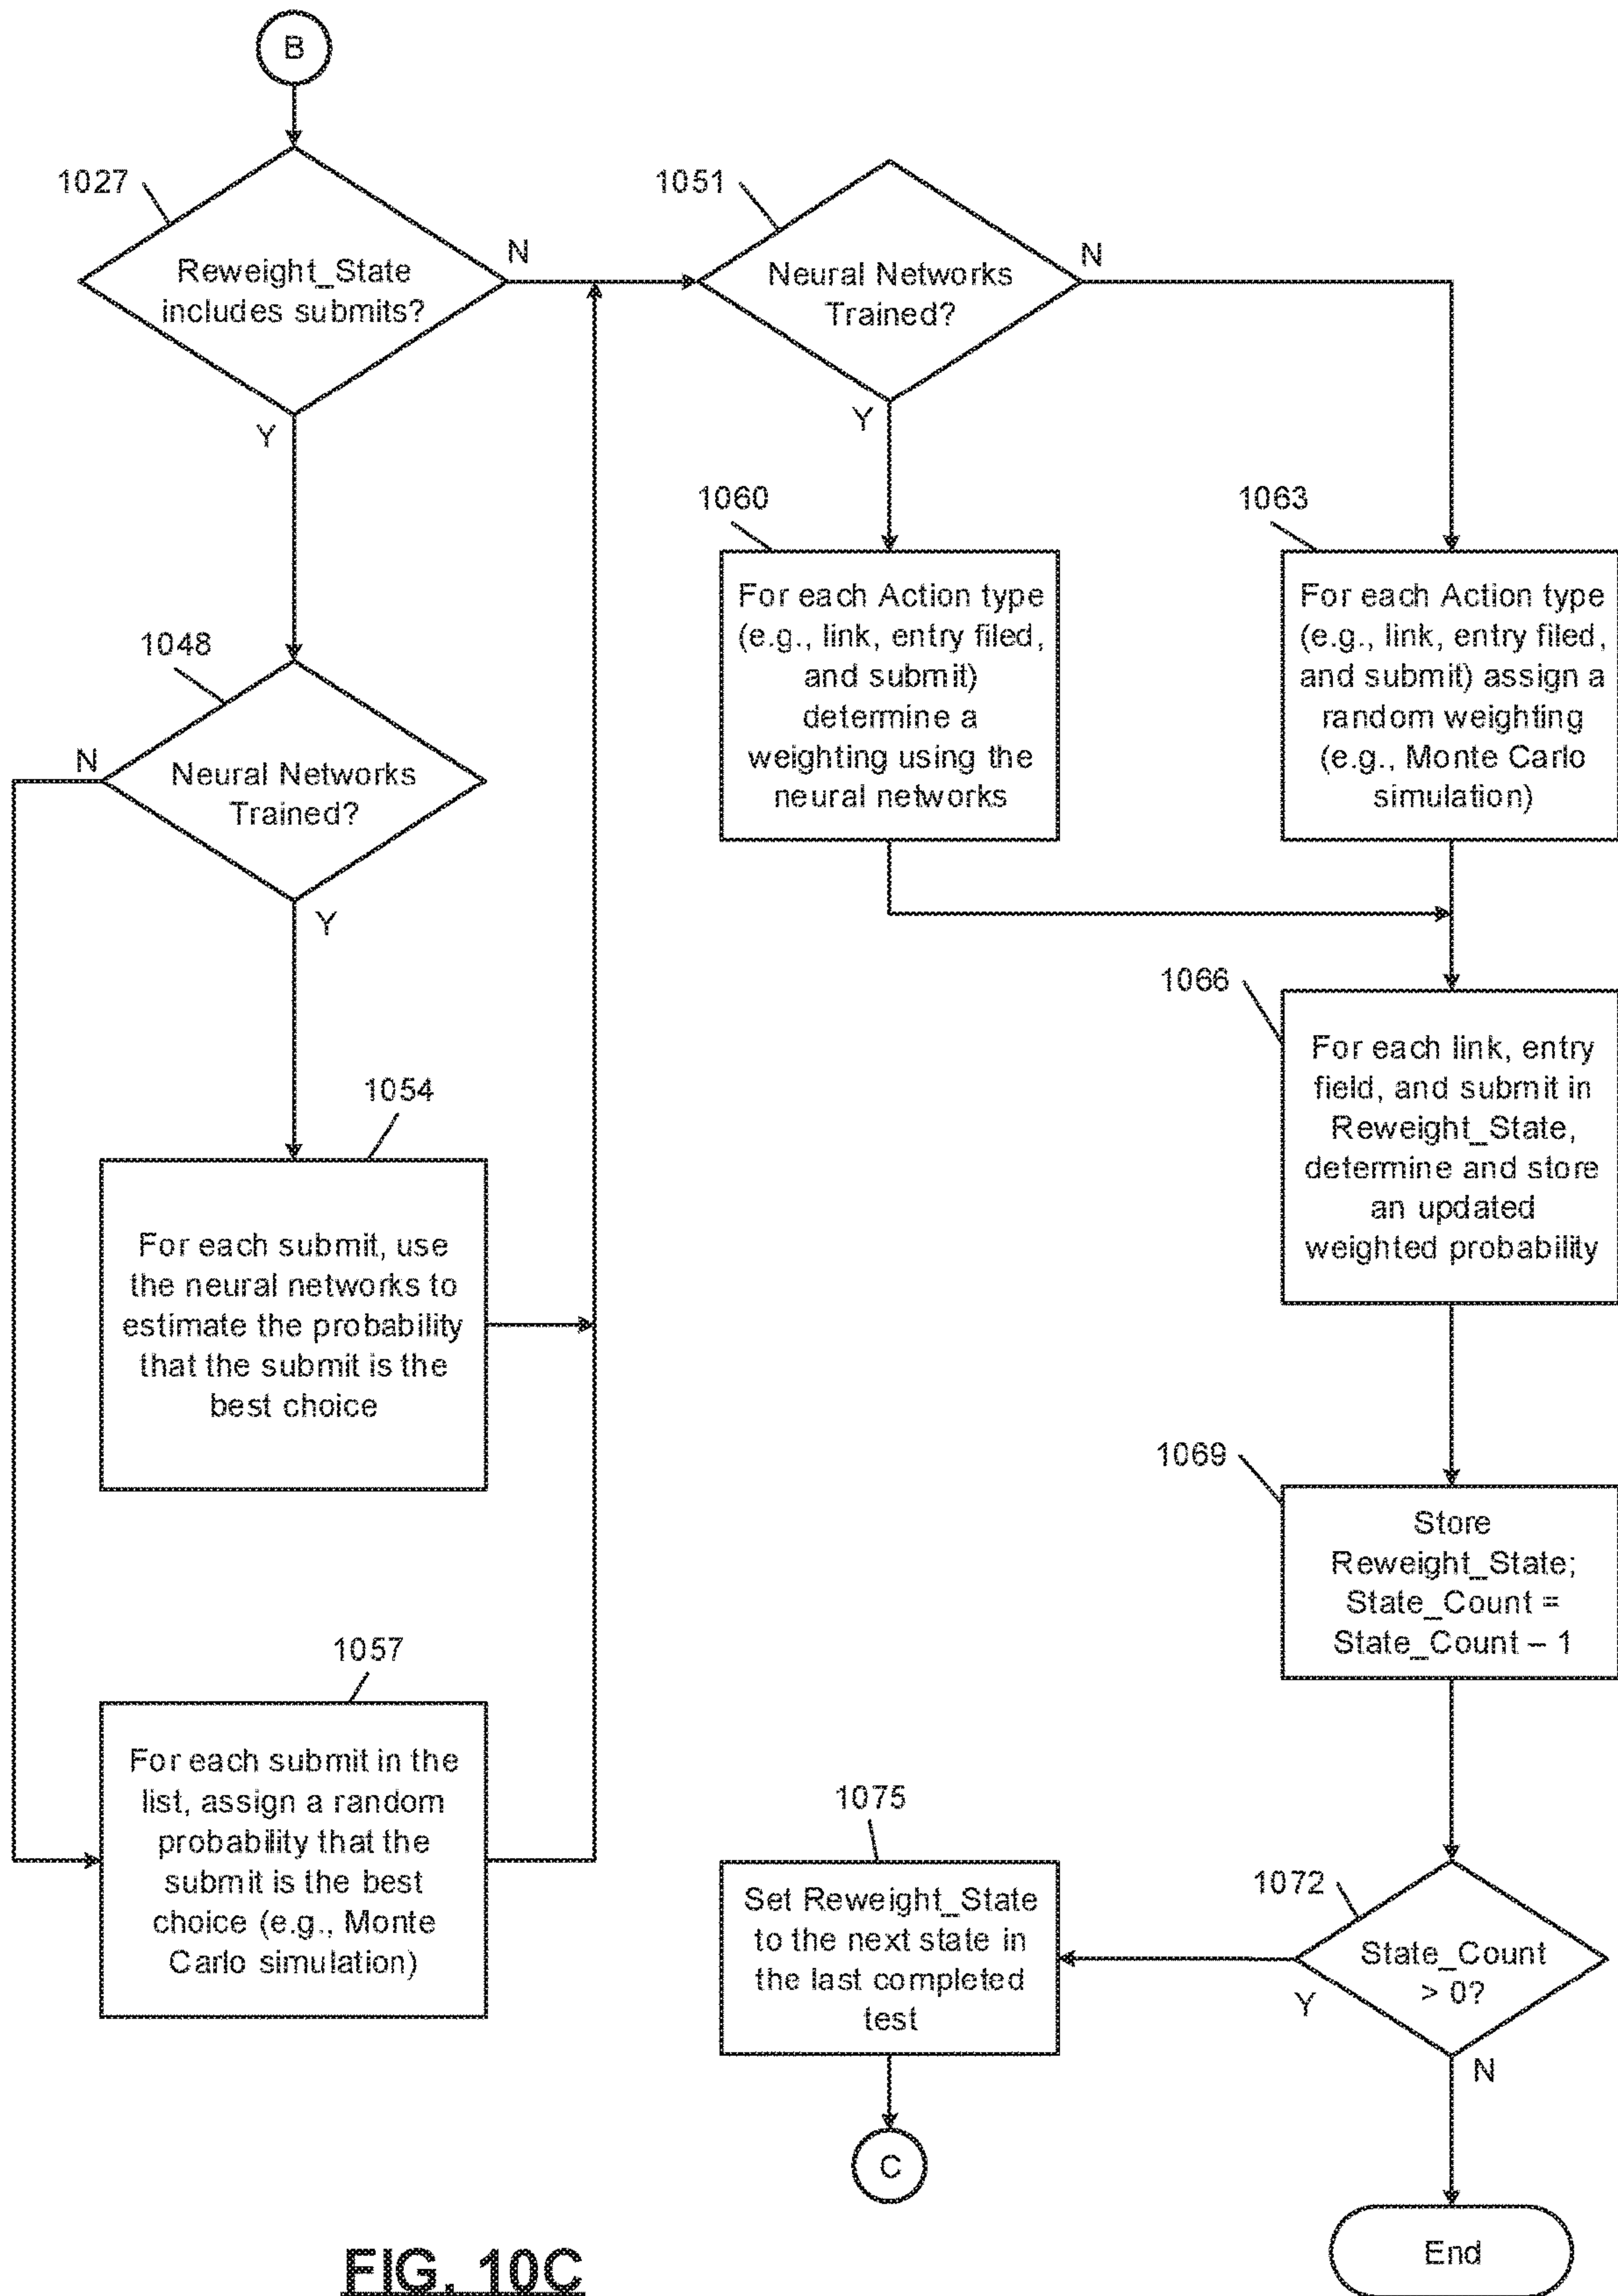 B
1027
Reweight_State
includes submits?
N
Y
1051
Neural Networks
Trained?
N
Y
1048
Neural Networks
Trained?
N
Y
1060
For each Action type
(e.g., link, entry filed,
and submit)
determine a
weighting using the
neural networks
1063
For each Action type
(e.g., link, entry filed,
and submit) assign a
random weighting
(e.g., Monte Carlo
simulation)
1054
For each submit, use
the neural networks to
estimate the probability
that the submit is the
best choice
1066
For each link, entry
field, and submit in
Reweight_State,
determine and store
an updated
weighted probability
1057
For each submit in the
list, assign a random
probability that the
submit is the best
choice (e.g., Monte
Carlo simulation)
1069
Store
Reweight_State;
State_Count =
State_Count – 1
1075
Set Reweight_State
to the next state in
the last completed
test
1072
State_Count
> 0?
Y
N
C
End
FIG. 10C